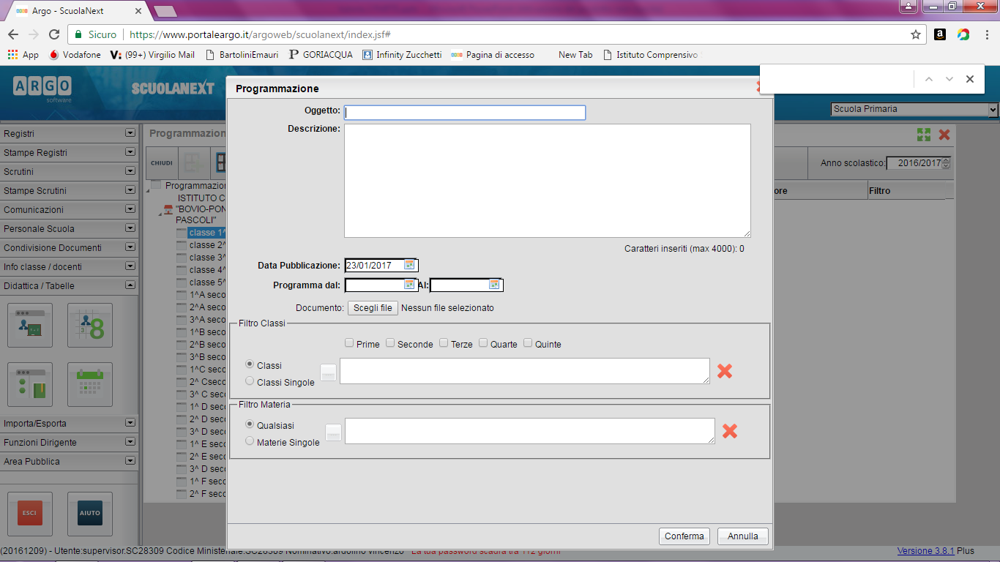 Argo - ScuolaNext
Sicuro https://www.portaleargo.it/argoweb/scuolanext/index.jsf#
App Vodafone (99+) Virgilio Mail BartoliniEmauri GORIACQUA Infinity Zucchetti Pagina di accesso New Tab Istituto Comprensivo
ARGO software
SCUOLANEXT
Scuola Primaria
Registri
Stampe Registri
Scrutini
Stampe Scrutini
Comunicazioni
Personale Scuola
Condivisione Documenti
Info classe / docenti
Didattica / Tabelle
8
Importa/Esporta
Funzioni Dirigente
Area Pubblica
ESCI AIUTO
Programmazion
CHIUDI
Anno scolastico: 2016/2017
ore Filtro
Programmazion
ISTITUTO C
"BOVIO-PON
PASCOLI"
classe 1^
classe 2^
classe 3^
classe 4^
classe 5^
1^A seco
2^A seco
3^A seco
1^B seco
2^B seco
3^B seco
1^C seco
2^ Cseco
3^ C seco
1^ D seco
2^ D seco
3^ D seco
1^ E seco
2^ E seco
3^ D seco
1^ F seco
2^ F seco
Programmazione
Oggetto:
Descrizione:
Caratteri inseriti (max 4000): 0
Data Pubblicazione: 23/01/2017
Programma dal: Al:
Documento: Scegli file Nessun file selezionato
Filtro Classi
Prime Seconde Terze Quarte Quinte
Classi
Classi Singole
Filtro Materia
Qualsiasi
Materie Singole
Conferma Annulla
(20161209) - Utente:supervisor.SC28309 Codice Ministeriale:SC28309 Nominativo:ardolino vincenzo - La tua password scadrà tra 112 giorni
Versione 3.8.1 Plus